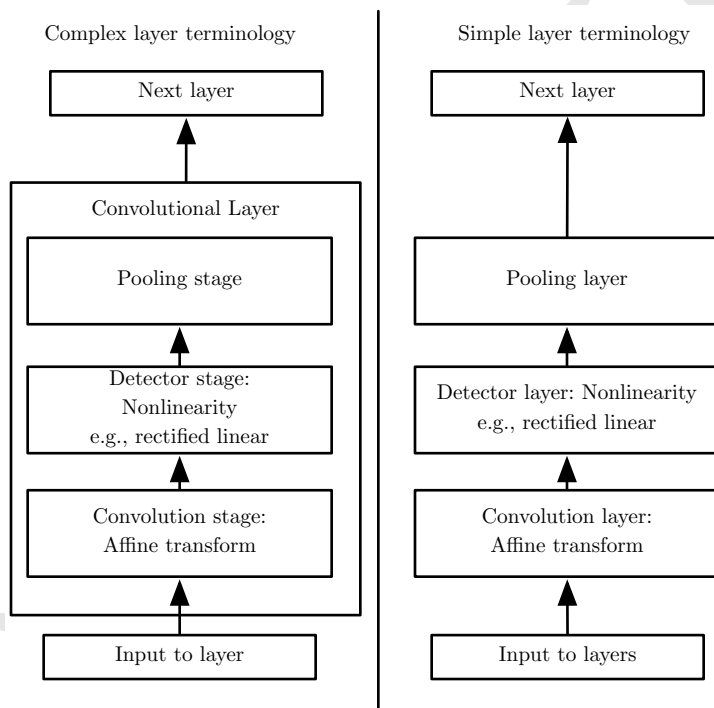 Complex layer terminology
Next layer
Convolutional Layer
Pooling stage
Detector stage:
Nonlinearity
e.g., rectified linear
Convolution stage:
Affine transform
Input to layer
Simple layer terminology
Next layer
Pooling layer
Detector layer: Nonlinearity
e.g., rectified linear
Convolution layer:
Affine transform
Input to layers